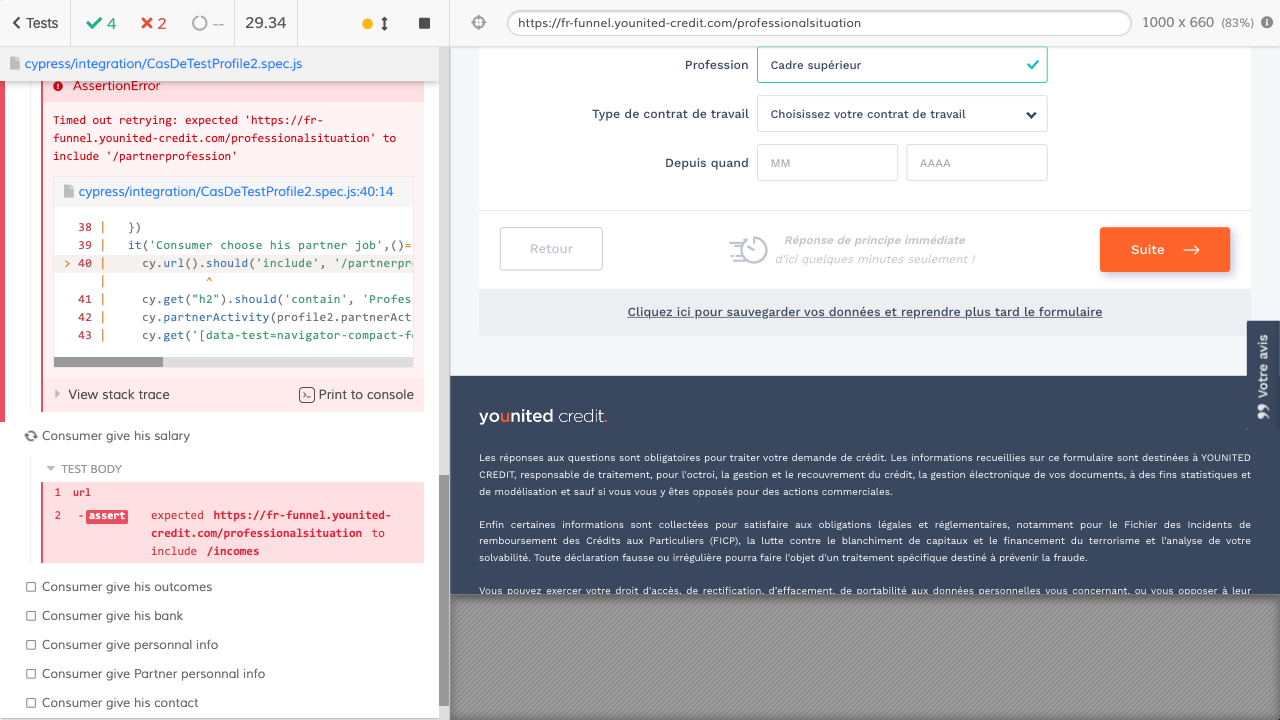 Tests
4
2
--
29.34
https://fr-funnel.younited-credit.com/professionalsituation
1000 x 660 (83%)
cypress/integration/CasDeTestProfile2.spec.js
AssertionError
Timed out retrying: expected 'https://fr-
funnel.younited-credit.com/professionalsituation' to
include '/partnerprofession'
cypress/integration/CasDeTestProfile2.spec.js:40:14
38 |   })
39 |   it('Consumer choose his partner job',()=
> 40 |     cy.url().should('include', '/partnerpr
|              ^
41 |     cy.get("h2").should('contain', 'Profes
42 |     cy.partnerActivity(profile2.partnerAct
43 |     cy.get('[data-test=navigator-compact-fo
View stack trace
Print to console
Consumer give his salary
TEST BODY
1 url
2 -assert expected https://fr-funnel.younited-
credit.com/professionalsituation to
include /incomes
Consumer give his outcomes
Consumer give his bank
Consumer give personnal info
Consumer give Partner personnal info
Consumer give his contact
Profession
Cadre supérieur
Type de contrat de travail
Choisissez votre contrat de travail
Depuis quand
MM
AAAA
Retour
Réponse de principe immédiate
d'ici quelques minutes seulement !
Suite
Cliquez ici pour sauvegarder vos données et reprendre plus tard le formulaire
Votre avis
younited credit.
Les réponses aux questions sont obligatoires pour traiter votre demande de crédit. Les informations recueillies sur ce formulaire sont destinées à YOUNITED
CREDIT, responsable de traitement, pour l'octroi, la gestion et le recouvrement du crédit, la gestion électronique de vos documents, à des fins statistiques et
de modélisation et sauf si vous vous y êtes opposés pour des actions commerciales.
Enfin certaines informations sont collectées pour satisfaire aux obligations légales et réglementaires, notamment pour le Fichier des Incidents de
remboursement des Crédits aux Particuliers (FICP), la lutte contre le blanchiment de capitaux et le financement du terrorisme et l'analyse de votre
solvabilité. Toute déclaration fausse ou irrégulière pourra faire l'objet d'un traitement spécifique destiné à prévenir la fraude.
Vous pouvez exercer votre droit d'accès, de rectification, d'effacement, de portabilité aux données personnelles vous concernant, ou vous opposer à leur